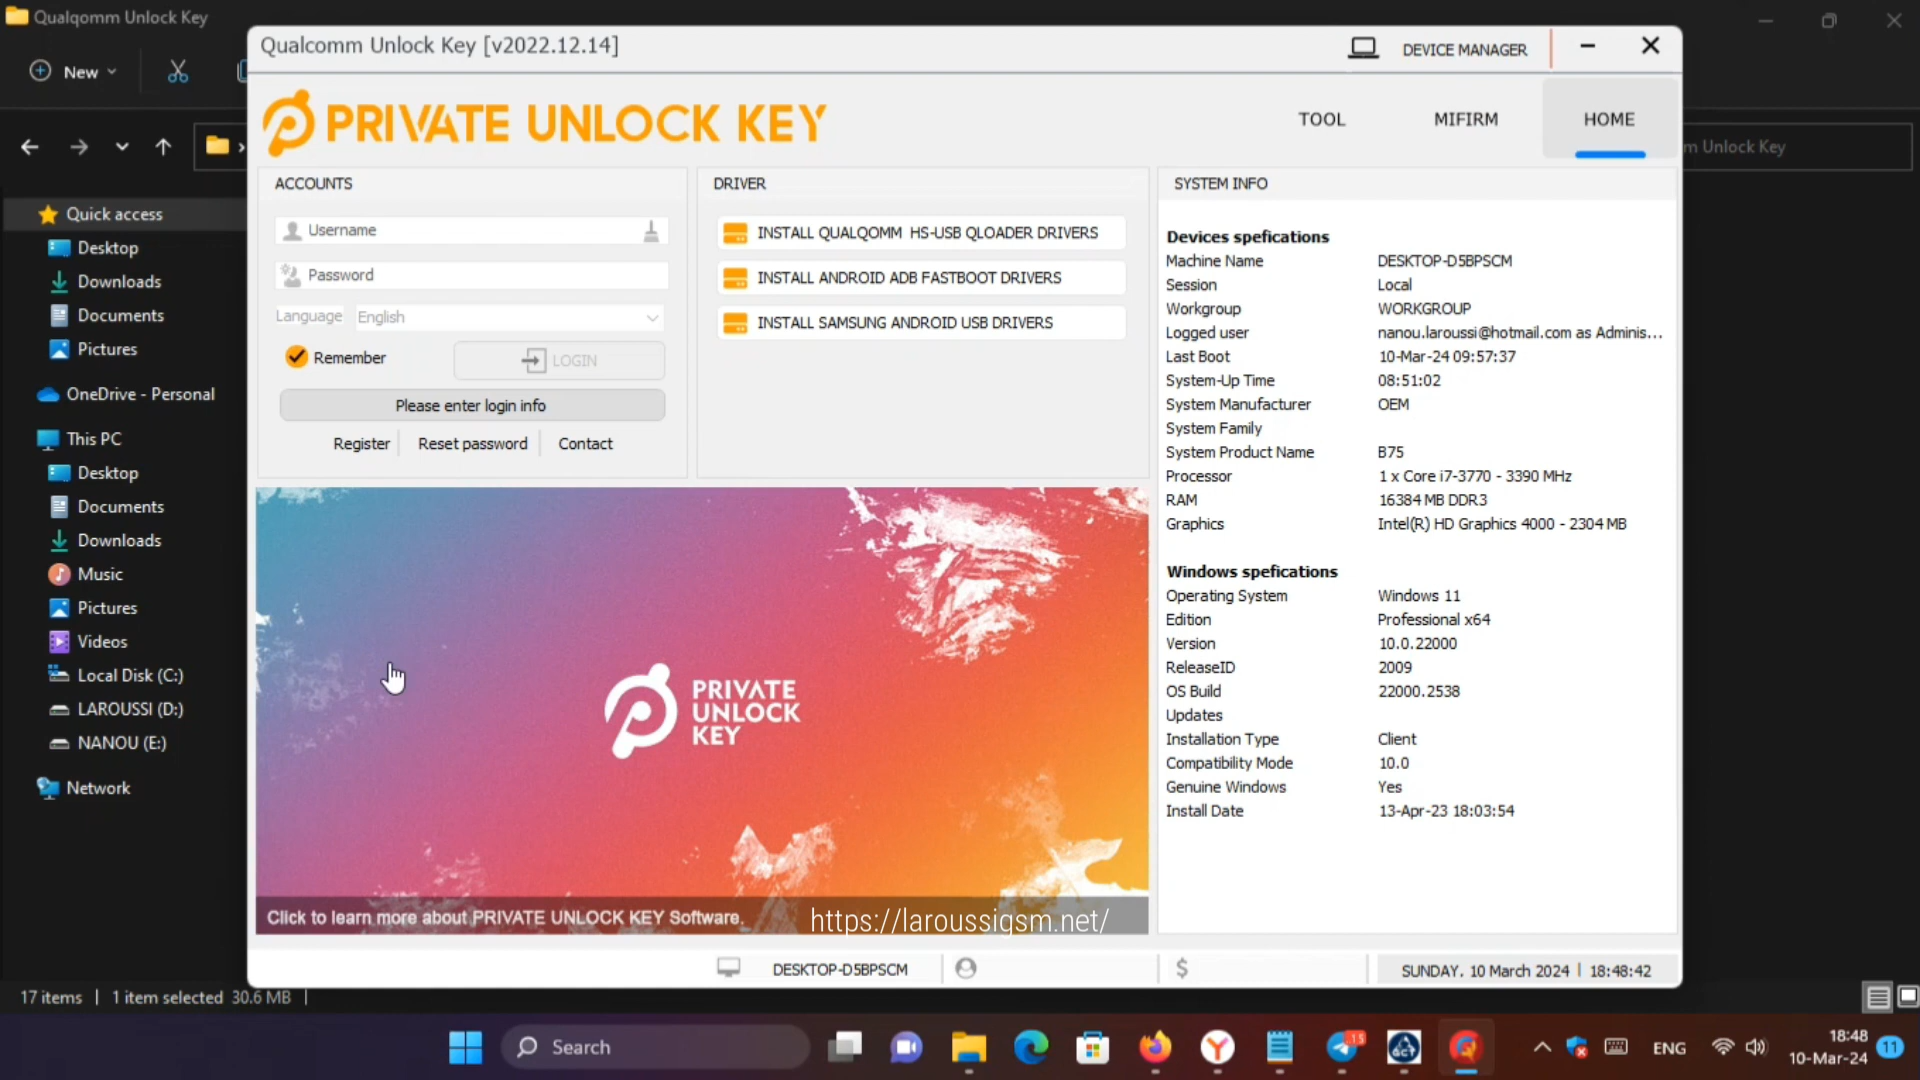 Qualqomm Unlock Key
New
m Unlock Key
Quick access
Desktop
Downloads
Documents
Pictures
OneDrive - Personal
This PC
Desktop
Documents
Downloads
Music
Pictures
Videos
Local Disk (C:)
LAROUSSI (D:)
NANOU (E:)
Network
17 items
1 item selected 30.6 MB
Qualcomm Unlock Key [v2022.12.14]
DEVICE MANAGER
PRIVATE UNLOCK KEY
TOOL
MIFIRM
HOME
ACCOUNTS
Username
Password
Language
English
Remember
LOGIN
Please enter login info
Register
Reset password
Contact
DRIVER
INSTALL QUALQOMM HS-USB QLOADER DRIVERS
INSTALL ANDROID ADB FASTBOOT DRIVERS
INSTALL SAMSUNG ANDROID USB DRIVERS
SYSTEM INFO
Devices spefications
Machine Name DESKTOP-D5BPSCM
Session Local
Workgroup WORKGROUP
Logged user nanou.laroussi@hotmail.com as Adminis...
Last Boot 10-Mar-24 09:57:37
System-Up Time 08:51:02
System Manufacturer OEM
System Family
System Product Name B75
Processor 1 x Core i7-3770 - 3390 MHz
RAM 16384 MB DDR3
Graphics Intel(R) HD Graphics 4000 - 2304 MB
Windows spefications
Operating System Windows 11
Edition Professional x64
Version 10.0.22000
ReleaseID 2009
OS Build 22000.2538
Updates
Installation Type Client
Compatibility Mode 10.0
Genuine Windows Yes
Install Date 13-Apr-23 18:03:54
PRIVATE
UNLOCK
KEY
Click to learn more about PRIVATE UNLOCK KEY Software.
https://laroussigsm.net/
DESKTOP-D5BPSCM
$
SUNDAY, 10 March 2024 | 18:48:42
Search
15
GCT
ENG
18:48
10-Mar-24
11